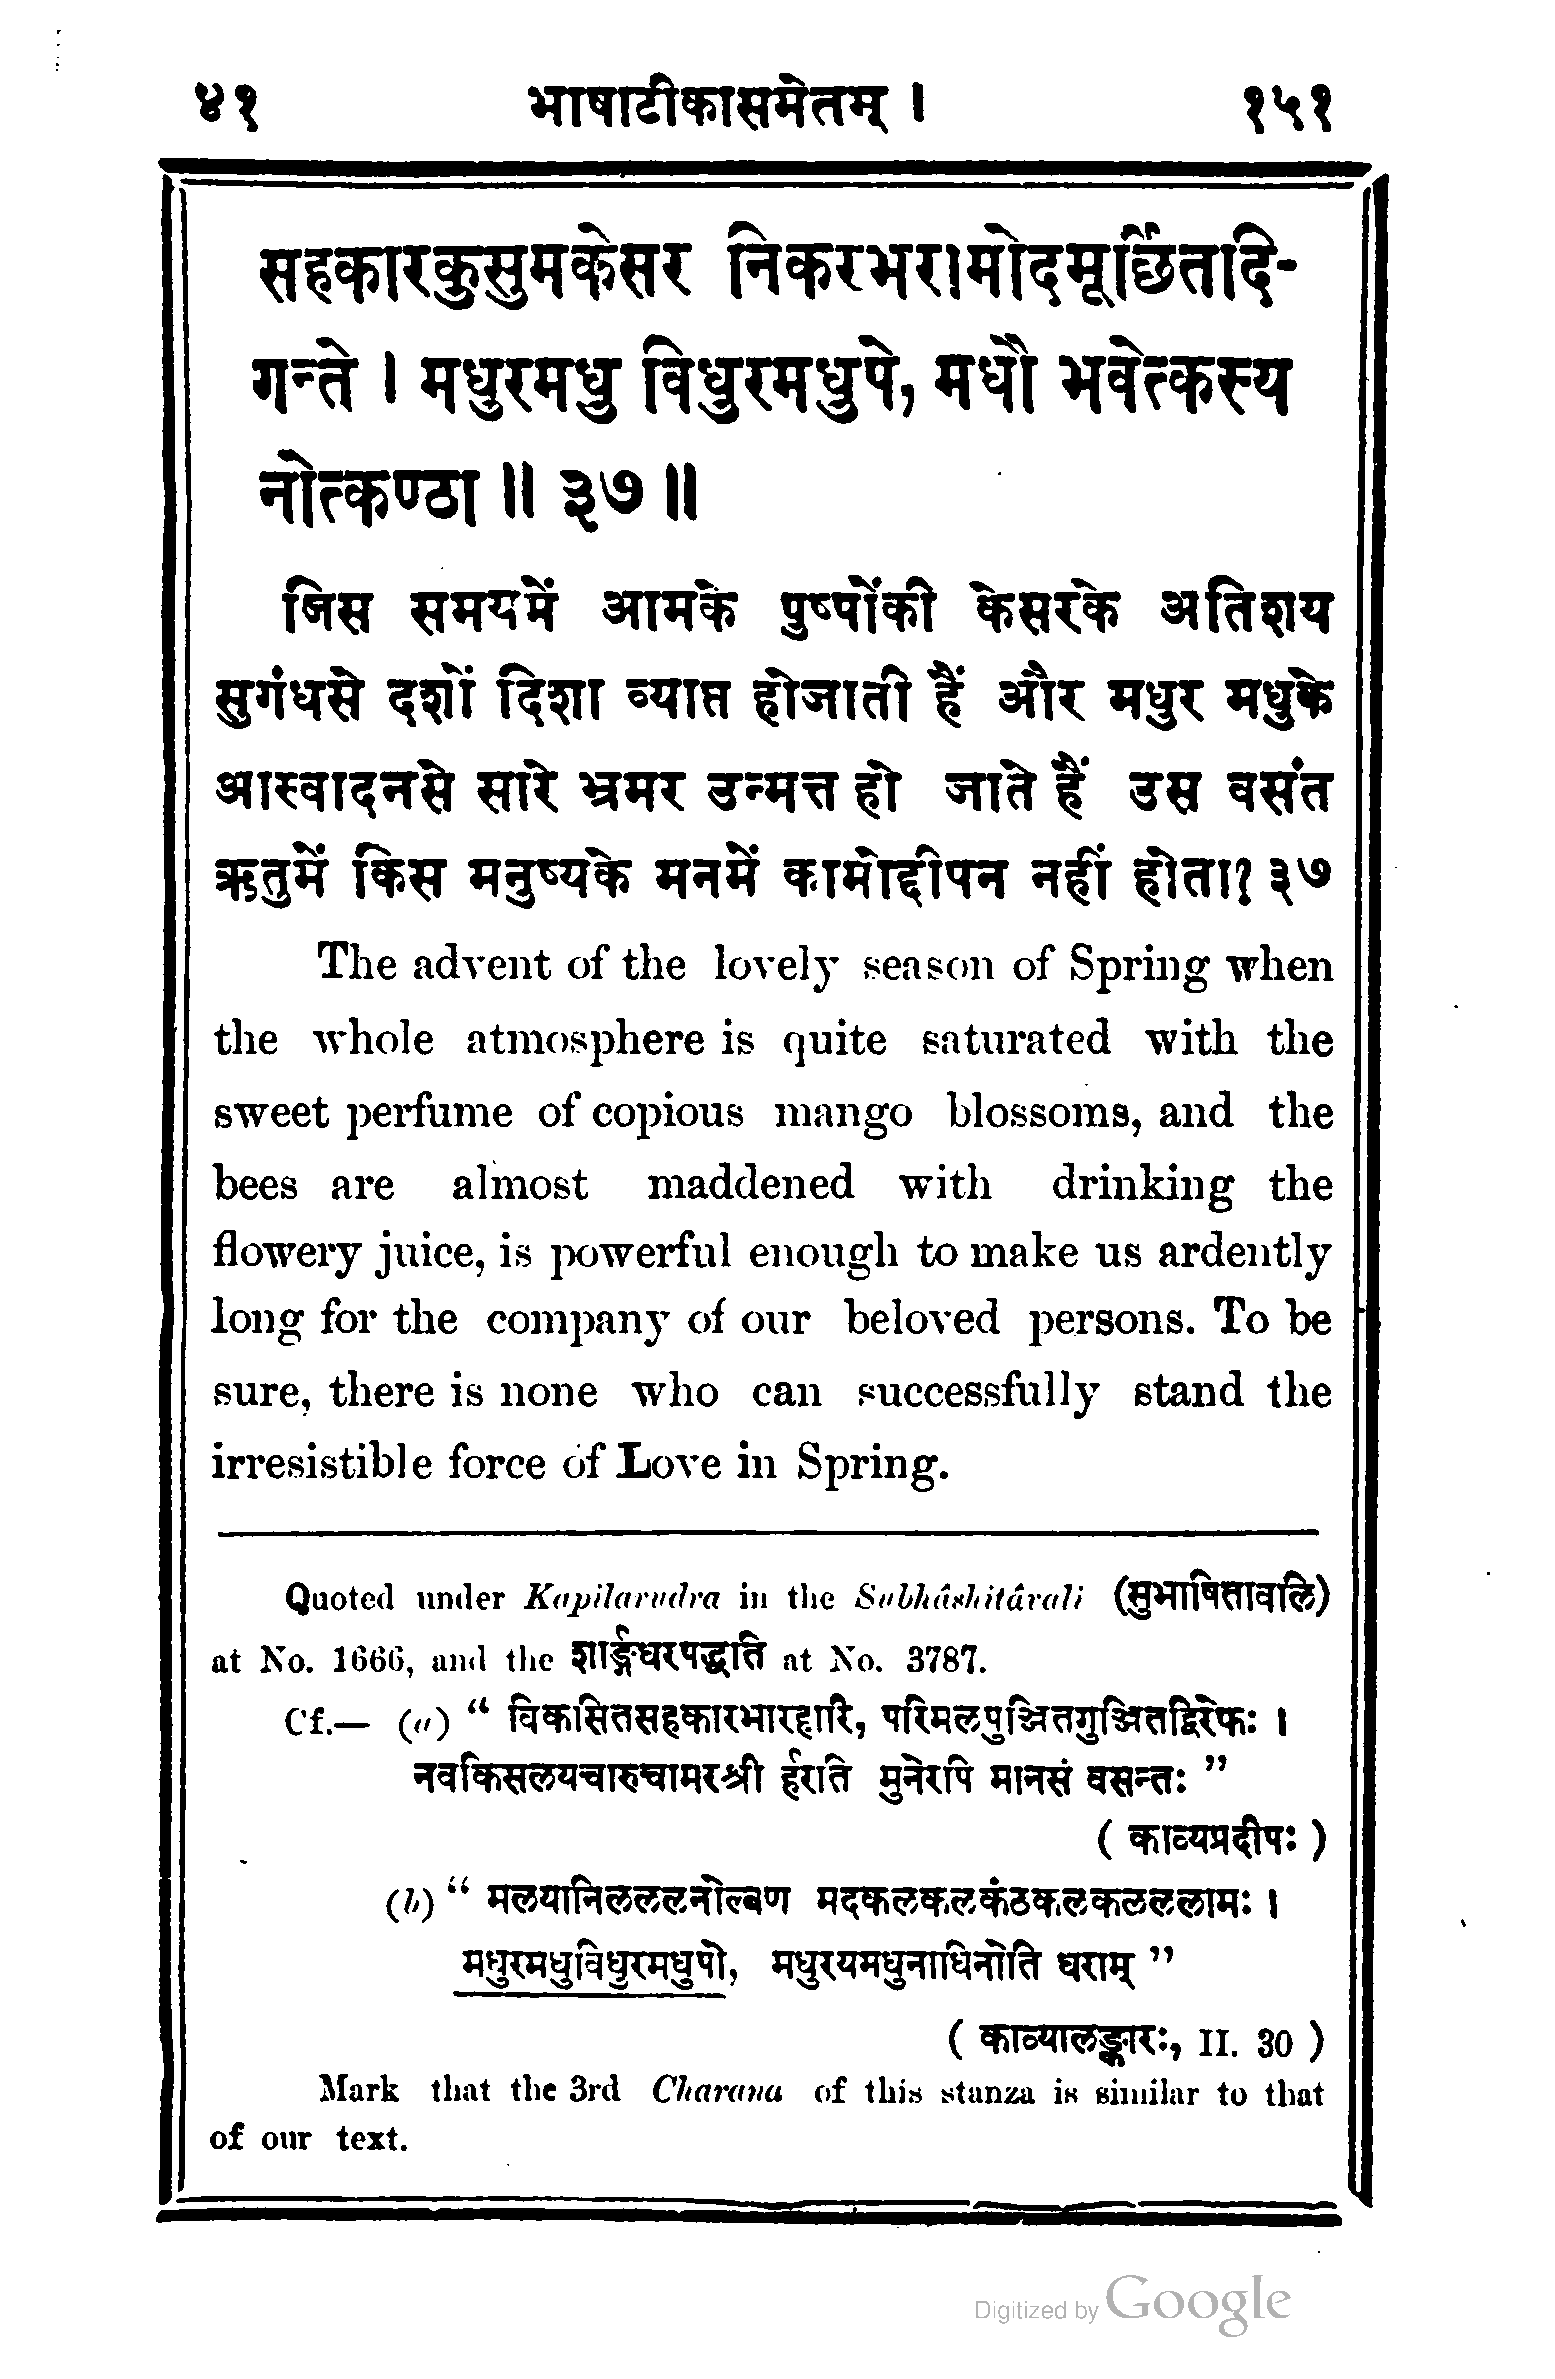 ४१ भाषाटीकासमेतम् । १५१
सहकारकुसुमकेसर निकरभरामोदमूर्छितदि-
गन्ते । मधुरमधु विधुरमधुपे, मधौ भवेत्कस्य
नोत्कण्ठा ॥ ३७ ॥
जिस समयमें आमके पुष्पोंकी केसरके अतिशय
सुगंधसे दशों दिशा व्याप्त होजाती हैं और मधुर मधुके
आस्वादनसे सारे भ्रमर उन्मत्त हो जाते हैं उस वसंत
ऋतुमें किस मनुष्यके मनमें कामोद्दीपन नहीं होता? ३७
The advent of the lovely season of Spring when
the whole atmosphere is quite saturated with the
sweet perfume of copious mango blossoms, and the
bees are almost maddened with drinking the
flowery juice, is powerful enough to make us ardently
long for the company of our beloved persons. To be
sure, there is none who can successfully stand the
irresistible force of Love in Spring.
Quoted under Kapilarudra in the Subhâshitâvali (सुभाषितावलि)
at No. 1666, and the शार्ङ्गधरपद्धति at No. 3787.
Cf.— (a) “ विकसितसहकारभारहारि, परिमलपुञ्जितगुञ्जितद्विरेफः ।
नवकिसलयचारुचामरश्री र्हरति मुनेरपि मानसं वसन्तः ”
( काव्यप्रदीपः )
(b) “ मलयानिलललनोल्बण मदकलकलकंठकलकलललामः ।
मधुरमधुविधुरमधुपो, मधुरयमधुनाधिनोति धराम् ”
( काव्यालङ्कारः, II. 30 )
Mark that the 3rd Charana of this stanza is similar to that
of our text.
Digitized by Google